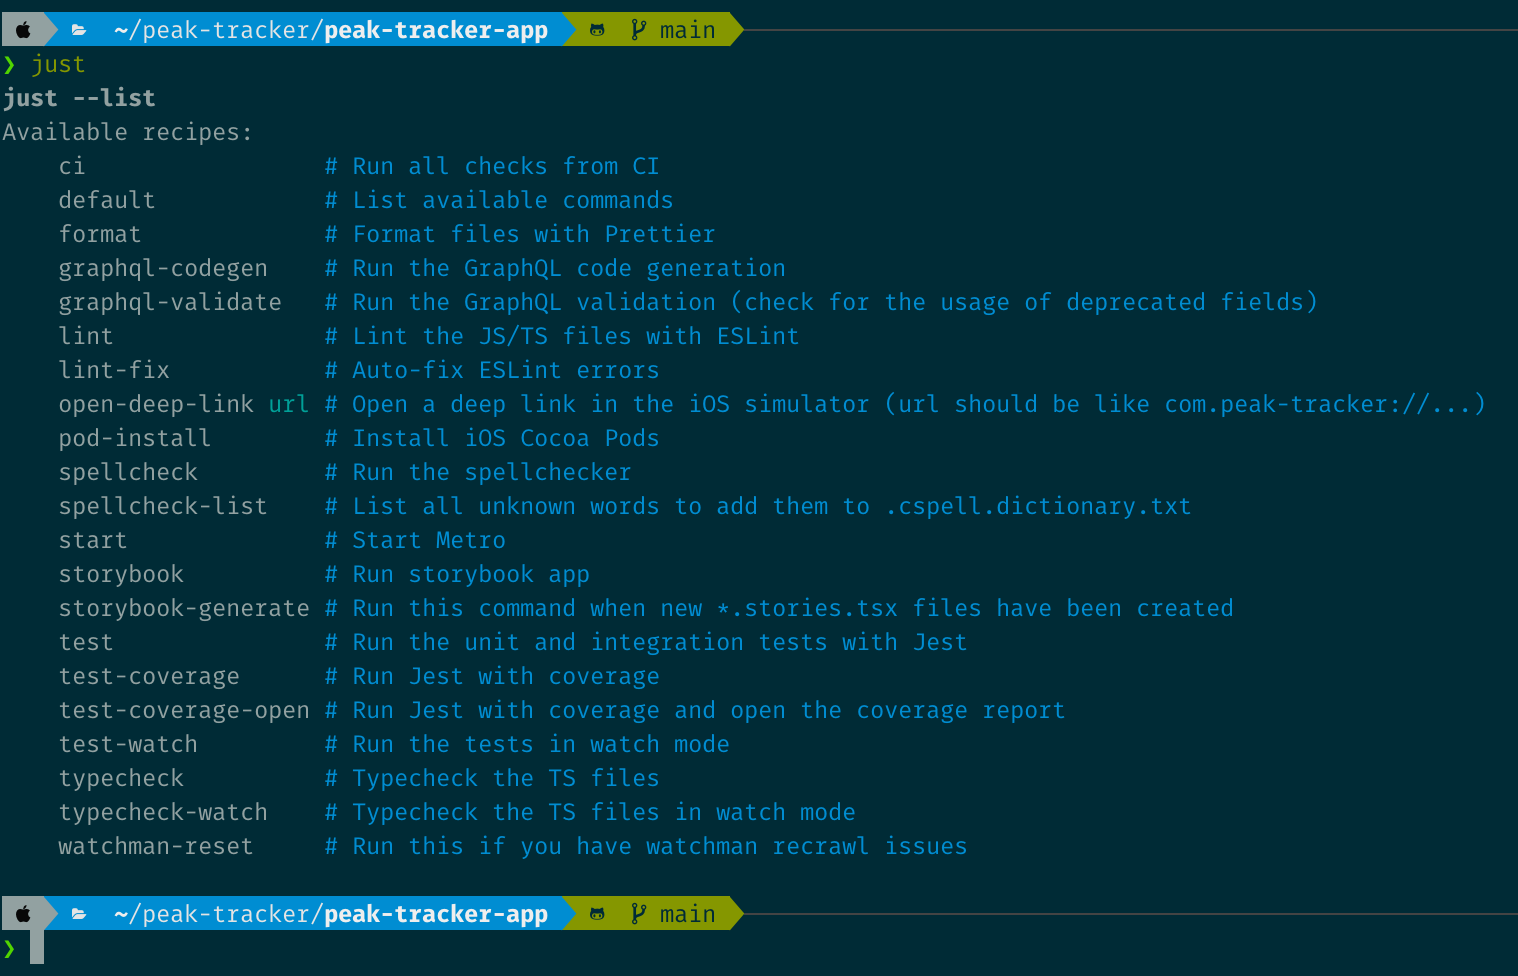 ~/peak-tracker/peak-tracker-app main
❯ just
just --list
Available recipes:
    ci                  # Run all checks from CI
    default             # List available commands
    format              # Format files with Prettier
    graphql-codegen     # Run the GraphQL code generation
    graphql-validate    # Run the GraphQL validation (check for the usage of deprecated fields)
    lint                # Lint the JS/TS files with ESLint
    lint-fix            # Auto-fix ESLint errors
    open-deep-link url # Open a deep link in the iOS simulator (url should be like com.peak-tracker://...)
    pod-install         # Install iOS Cocoa Pods
    spellcheck          # Run the spellchecker
    spellcheck-list     # List all unknown words to add them to .cspell.dictionary.txt
    start               # Start Metro
    storybook           # Run storybook app
    storybook-generate # Run this command when new *.stories.tsx files have been created
    test                # Run the unit and integration tests with Jest
    test-coverage       # Run Jest with coverage
    test-coverage-open # Run Jest with coverage and open the coverage report
    test-watch          # Run the tests in watch mode
    typecheck           # Typecheck the TS files
    typecheck-watch     # Typecheck the TS files in watch mode
    watchman-reset      # Run this if you have watchman recrawl issues
~/peak-tracker/peak-tracker-app main
❯